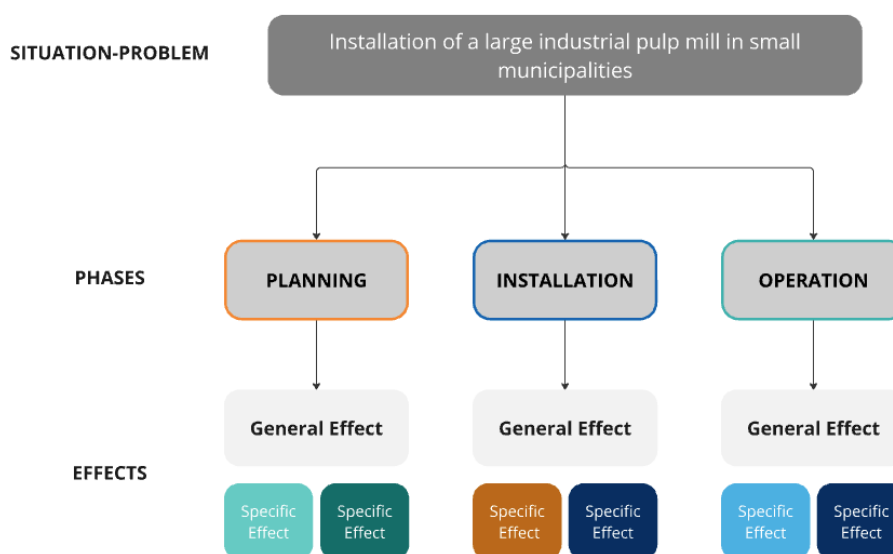 SITUATION-PROBLEM
Installation of a large industrial pulp mill in small
municipalities
PHASES
PLANNING
INSTALLATION
OPERATION
EFFECTS
General Effect
General Effect
General Effect
Specific
Effect
Specific
Effect
Specific
Effect
Specific
Effect
Specific
Effect
Specific
Effect